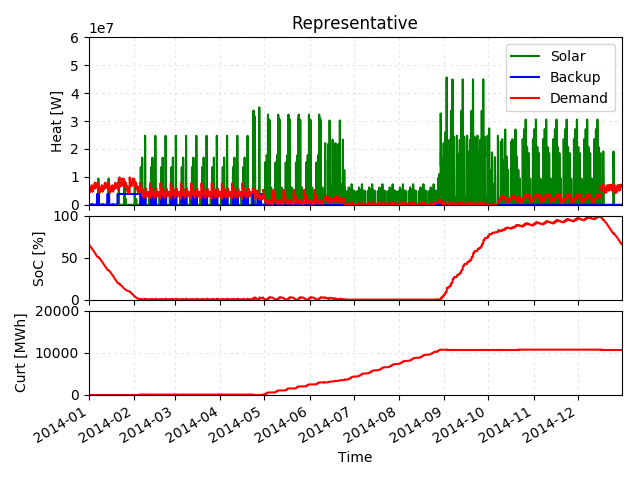 Representative
1e7
6
5
4
3
2
1
0
Heat [W]
Solar
Backup
Demand
100
50
0
SoC [%]
20000
10000
0
Curt [MWh]
2014-01
2014-02
2014-03
2014-04
2014-05
2014-06
2014-07
2014-08
2014-09
2014-10
2014-11
2014-12
Time